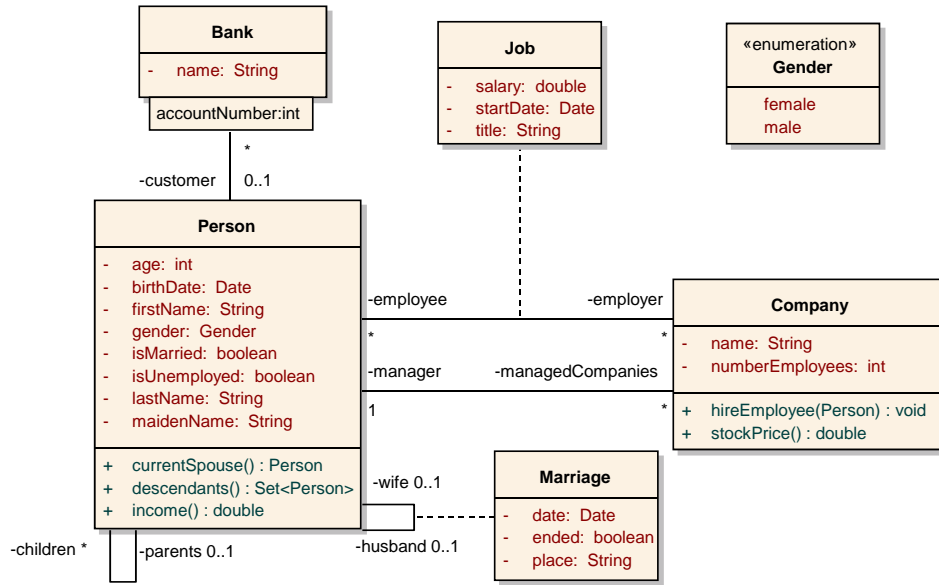 Bank
- name: String
accountNumber:int
*
-customer 0..1
Job
- salary: double
- startDate: Date
- title: String
«enumeration»
Gender
female
male
Person
- age: int
- birthDate: Date
- firstName: String
- gender: Gender
- isMarried: boolean
- isUnemployed: boolean
- lastName: String
- maidenName: String
+ currentSpouse() : Person
+ descendants() : Set<Person>
+ income() : double
-employee -employer
* *
-manager -managedCompanies
1 *
Company
- name: String
- numberEmployees: int
+ hireEmployee(Person) : void
+ stockPrice() : double
-wife 0..1
-husband 0..1
Marriage
- date: Date
- ended: boolean
- place: String
-children *
-parents 0..1